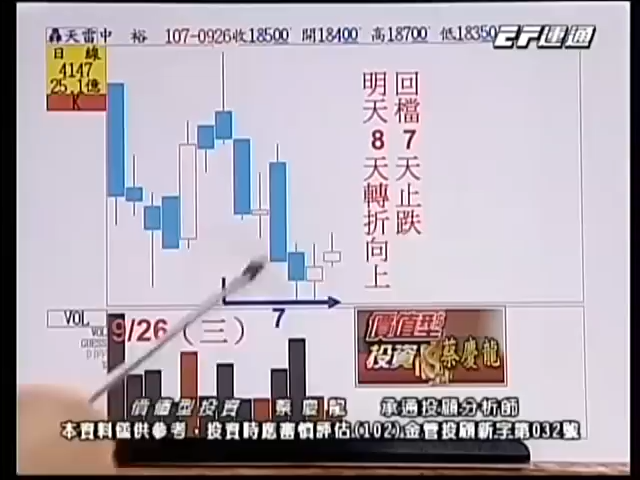 轟天雷中 裕 107-0926收18500 開18400 高18700 低18350
日 線
4147
25.1億
K
回檔7天止跌
明天8天轉折向上
7
VOL
VOL
9/26 (三)
價值型
投資 蔡慶龍
價值型投資 蔡慶龍 承通投顧分析師
本資料僅供參考,投資時應審慎評估(102)金管投顧新字第032號